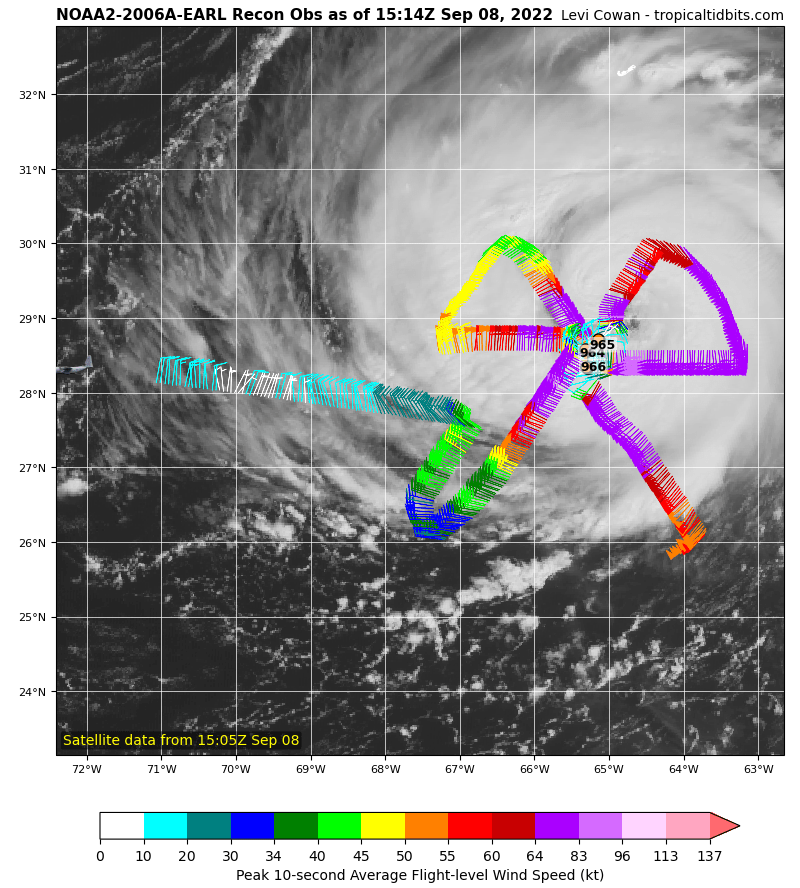 NOAA2-2006A-EARL Recon Obs as of 15:14Z Sep 08, 2022 Levi Cowan - tropicaltidbits.com
32°N
31°N
30°N
29°N
965
964
966
28°N
27°N
26°N
25°N
24°N
Satellite data from 15:05Z Sep 08
72°W 71°W 70°W 69°W 68°W 67°W 66°W 65°W 64°W 63°W
0 10 20 30 34 40 45 50 55 60 64 83 96 113 137
Peak 10-second Average Flight-level Wind Speed (kt)